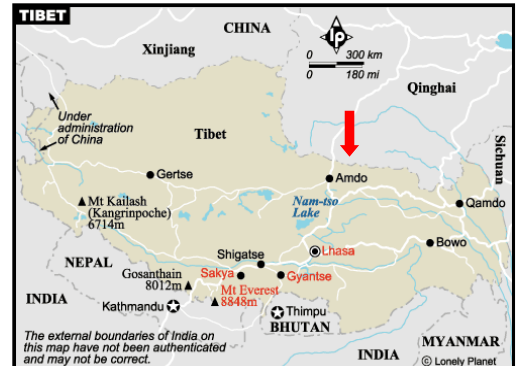 TIBET
CHINA
Xinjiang
lp
0 300 km
0 180 mi
Qinghai
Under
administration
of China
Tibet
Sichuan
Gertse
Amdo
Mt Kailash
(Kangrinpoche)
6714m
Nam-tso
Lake
Qamdo
Lhasa
Bowo
NEPAL
Shigatse
Gosanthain
8012m
Sakya
Gyantse
Mt Everest
8848m
INDIA
Kathmandu
Thimpu
BHUTAN
The external boundaries of India on
this map have not been authenticated
and may not be correct.
INDIA
MYANMAR
© Lonely Planet